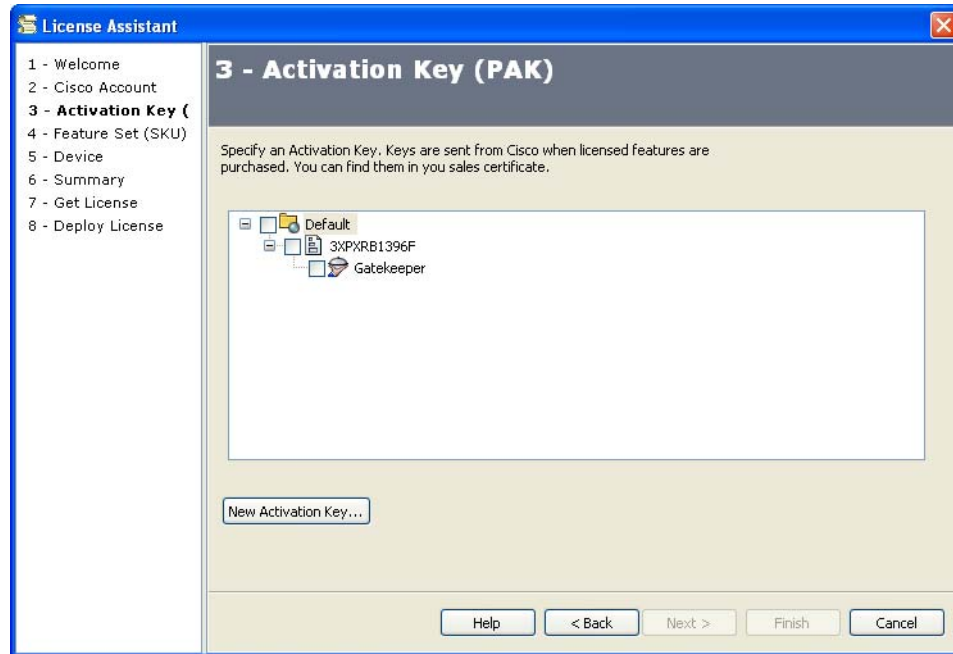 License Assistant
1 - Welcome
2 - Cisco Account
3 - Activation Key (
4 - Feature Set (SKU)
5 - Device
6 - Summary
7 - Get License
8 - Deploy License
3 - Activation Key (PAK)
Specify an Activation Key. Keys are sent from Cisco when licensed features are
purchased. You can find them in you sales certificate.
Default
3XPXRB1396F
Gatekeeper
New Activation Key...
Help
< Back
Next >
Finish
Cancel